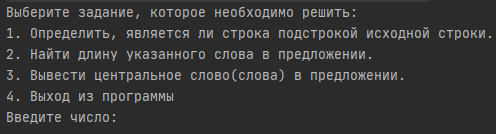 Выберите задание, которое необходимо решить:
1. Определить, является ли строка подстрокой исходной строки.
2. Найти длину указанного слова в предложении.
3. Вывести центральное слово(слова) в предложении.
4. Выход из программы
Введите число: